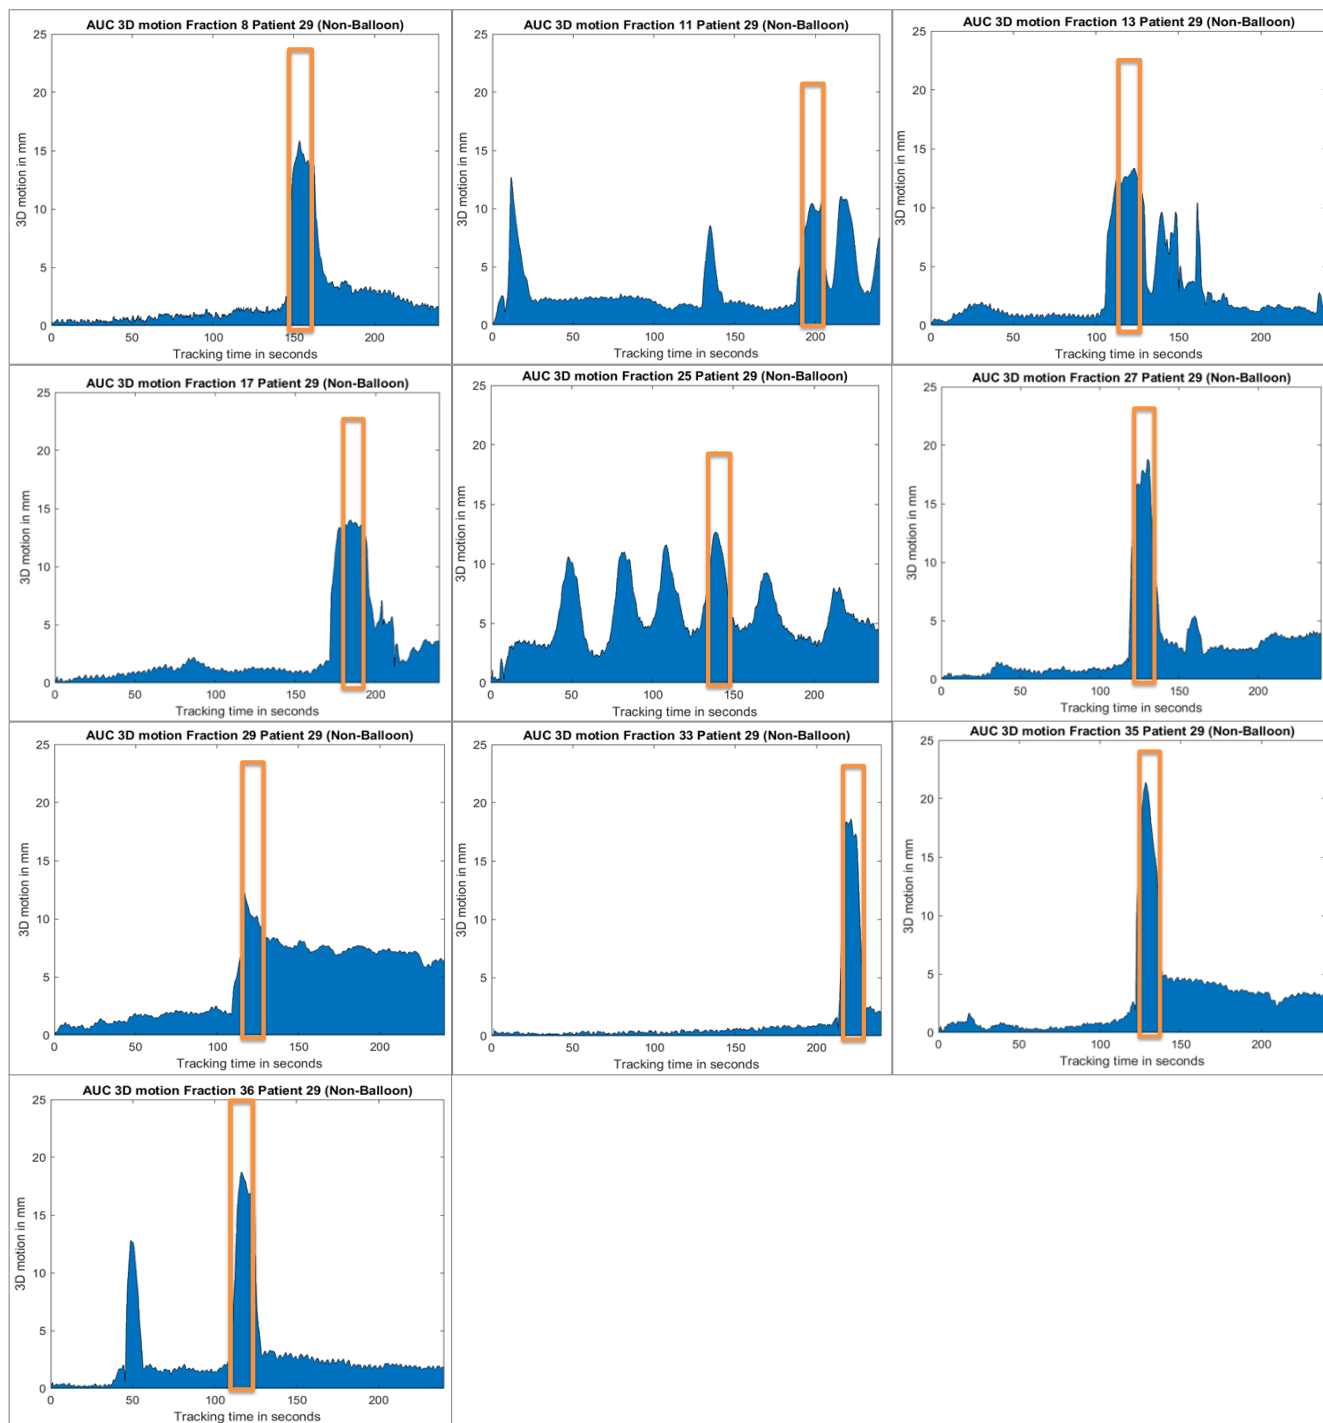 AUC 3D motion Fraction 8 Patient 29 (Non-Balloon)
25
20
15
10
5
0
3D motion in mm
0 50 100 150 200
Tracking time in seconds
AUC 3D motion Fraction 11 Patient 29 (Non-Balloon)
25
20
15
10
5
0
3D motion in mm
0 50 100 150 200
Tracking time in seconds
AUC 3D motion Fraction 13 Patient 29 (Non-Balloon)
25
20
15
10
5
0
3D motion in mm
0 50 100 150 200
Tracking time in seconds
AUC 3D motion Fraction 17 Patient 29 (Non-Balloon)
25
20
15
10
5
0
3D motion in mm
0 50 100 150 200
Tracking time in seconds
AUC 3D motion Fraction 25 Patient 29 (Non-Balloon)
25
20
15
10
5
0
3D motion in mm
0 50 100 150 200
Tracking time in seconds
AUC 3D motion Fraction 27 Patient 29 (Non-Balloon)
25
20
15
10
5
0
3D motion in mm
0 50 100 150 200
Tracking time in seconds
AUC 3D motion Fraction 29 Patient 29 (Non-Balloon)
25
20
15
10
5
0
3D motion in mm
0 50 100 150 200
Tracking time in seconds
AUC 3D motion Fraction 33 Patient 29 (Non-Balloon)
25
20
15
10
5
0
3D motion in mm
0 50 100 150 200
Tracking time in seconds
AUC 3D motion Fraction 35 Patient 29 (Non-Balloon)
25
20
15
10
5
0
3D motion in mm
0 50 100 150 200
Tracking time in seconds
AUC 3D motion Fraction 36 Patient 29 (Non-Balloon)
25
20
15
10
5
0
3D motion in mm
0 50 100 150 200
Tracking time in seconds